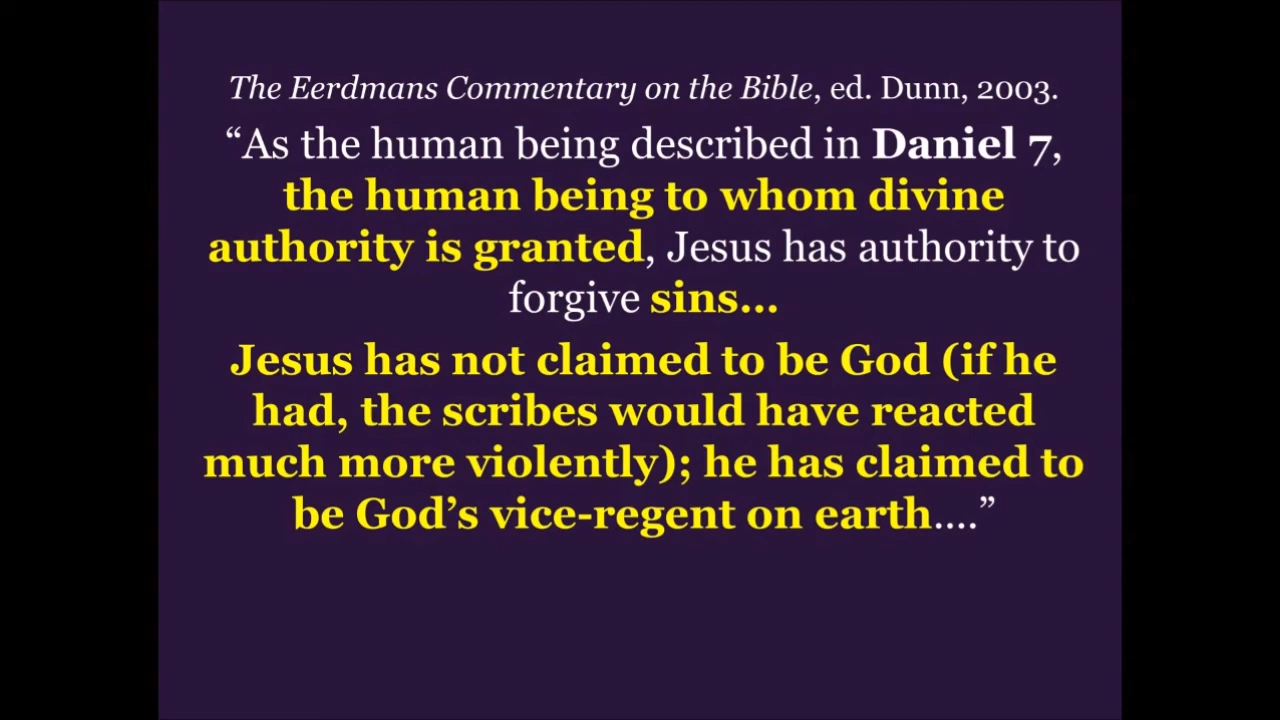 The Eerdmans Commentary on the Bible, ed. Dunn, 2003.
“As the human being described in Daniel 7,
the human being to whom divine
authority is granted, Jesus has authority to
forgive sins…
Jesus has not claimed to be God (if he
had, the scribes would have reacted
much more violently); he has claimed to
be God’s vice-regent on earth….”